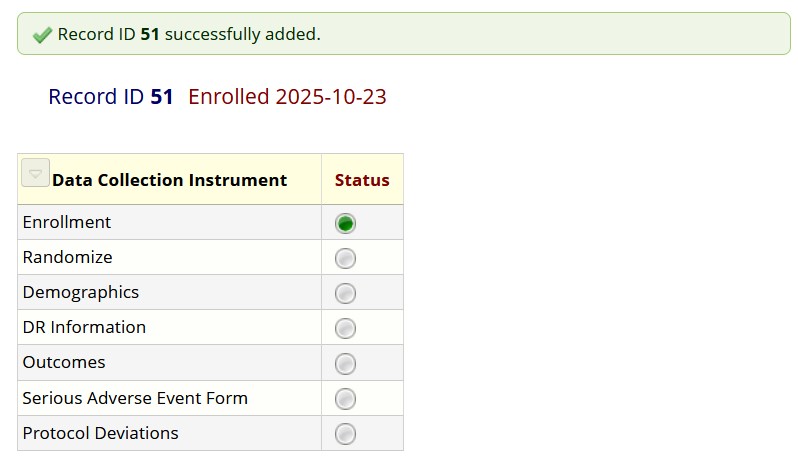 Record ID 51 successfully added.
Record ID 51 Enrolled 2025-10-23
Data Collection Instrument Status
Enrollment
Randomize
Demographics
DR Information
Outcomes
Serious Adverse Event Form
Protocol Deviations